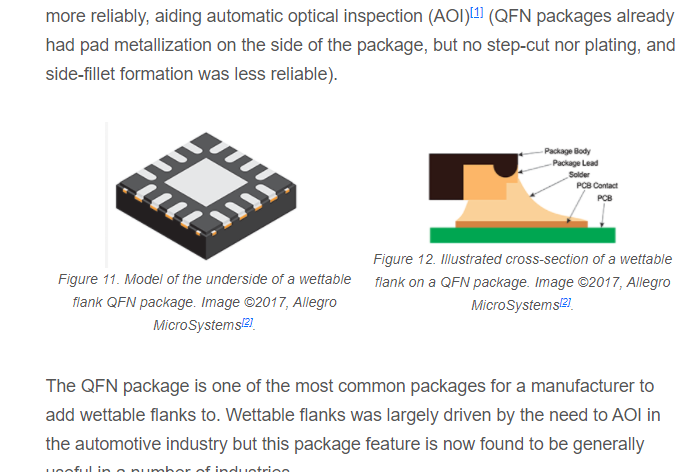 more reliably, aiding automatic optical inspection (AOI)[1] (QFN packages already
had pad metallization on the side of the package, but no step-cut nor plating, and
side-fillet formation was less reliable).
Package Body
Package Lead
Solder
PCB Contact
PCB
Figure 11. Model of the underside of a wettable
flank QFN package. Image ©2017, Allegro
MicroSystems[2].
Figure 12. Illustrated cross-section of a wettable
flank on a QFN package. Image ©2017, Allegro
MicroSystems[2].
The QFN package is one of the most common packages for a manufacturer to
add wettable flanks to. Wettable flanks was largely driven by the need to AOI in
the automotive industry but this package feature is now found to be generally
useful in a number of industries.